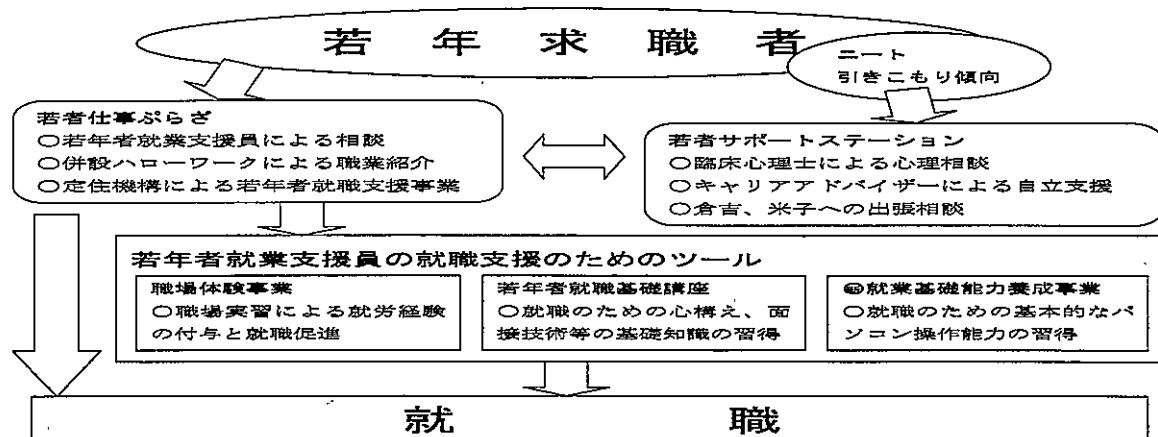 若年求職者
ニート
引きこもり傾向
若者仕事ぷらざ
○若年者就業支援員による相談
○併設ハローワークによる職業紹介
○定住機構による若年者就職支援事業
若者サポートステーション
○臨床心理士による心理相談
○キャリアアドバイザーによる自立支援
○倉吉、米子への出張相談
若年者就業支援員の就職支援のためのツール
職場体験事業
○職場実習による就労経験
の付与と就職促進
若年者就職基礎講座
○就職のための心構え、面
接技術等の基礎知識の習得
就業基礎能力養成事業
○就職のための基本的なパ
ソコン操作能力の習得
就職